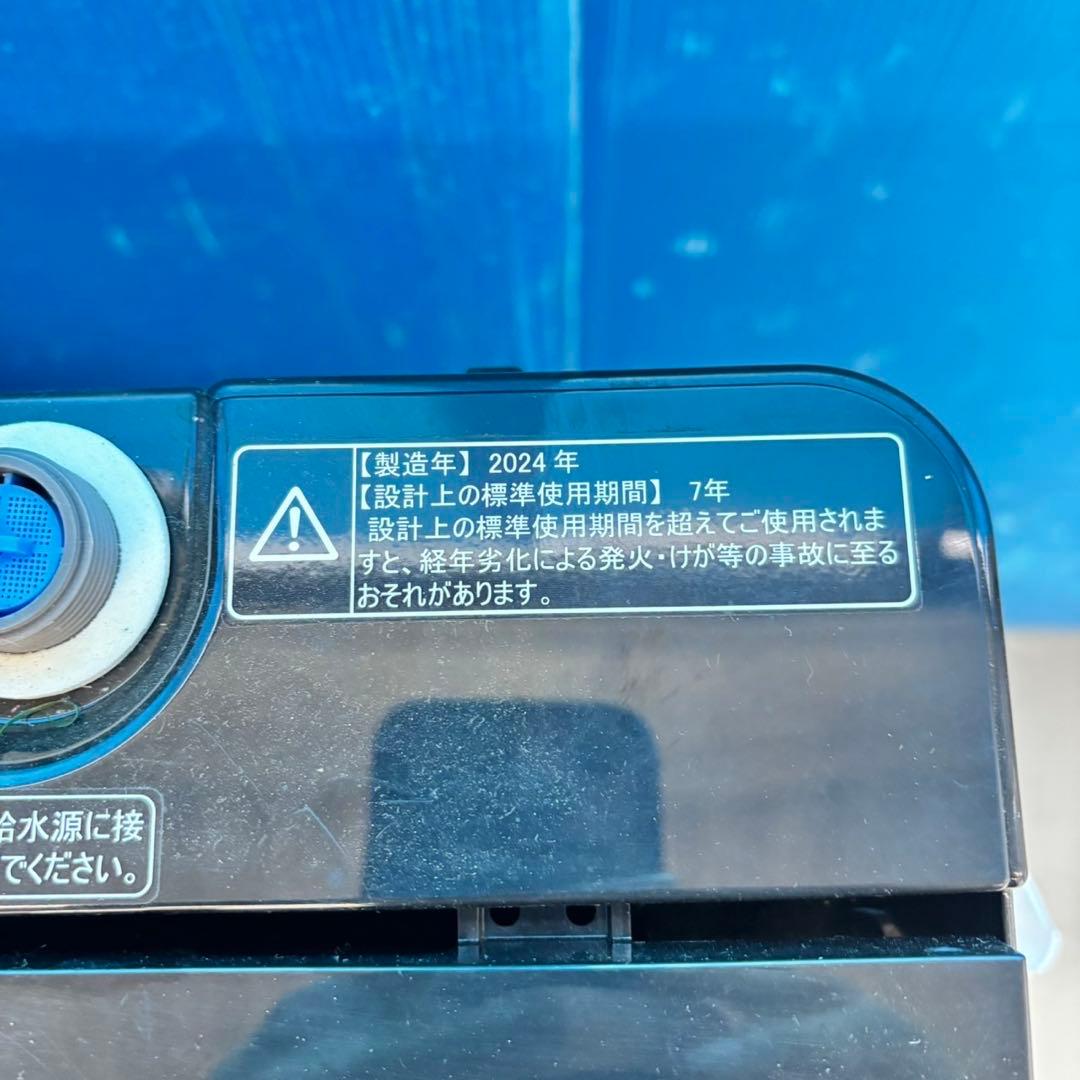 【製造年】 2024 年
【設計上の標準使用期間】 7年
設計上の標準使用期間を超えてご使用されま
すと、経年劣化による発火・けが等の事故に至る
おそれがあります。
給水源に接
でください。